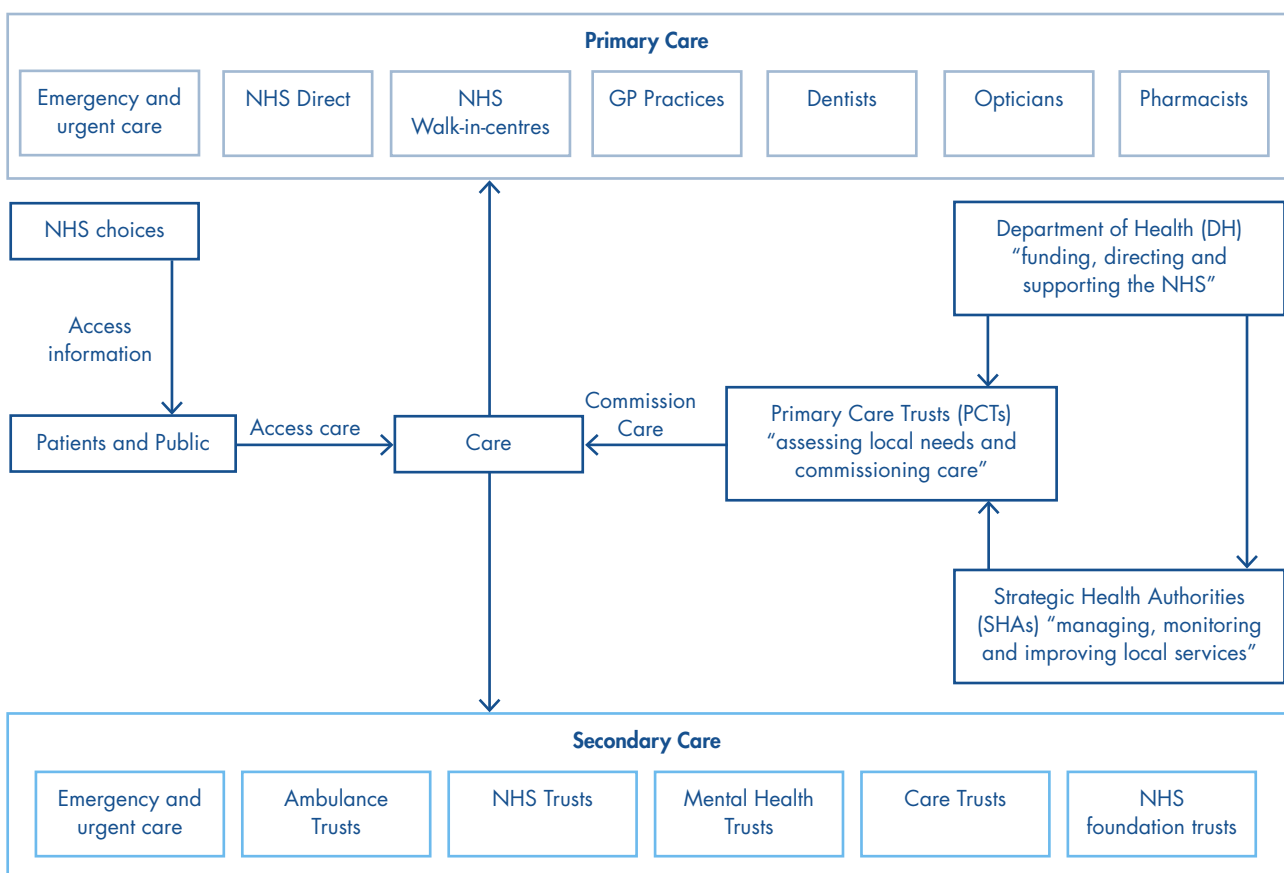 Primary Care
Emergency and
urgent care
NHS Direct
NHS
Walk-in-centres
GP Practices
Dentists
Opticians
Pharmacists
NHS choices
Department of Health (DH)
“funding, directing and
supporting the NHS”
Access
information
Patients and Public
Access care
Care
Commission
Care
Primary Care Trusts (PCTs)
“assessing local needs and
commissioning care”
Strategic Health Authorities
(SHAs) “managing, monitoring
and improving local services”
Secondary Care
Emergency and
urgent care
Ambulance
Trusts
NHS Trusts
Mental Health
Trusts
Care Trusts
NHS
foundation trusts